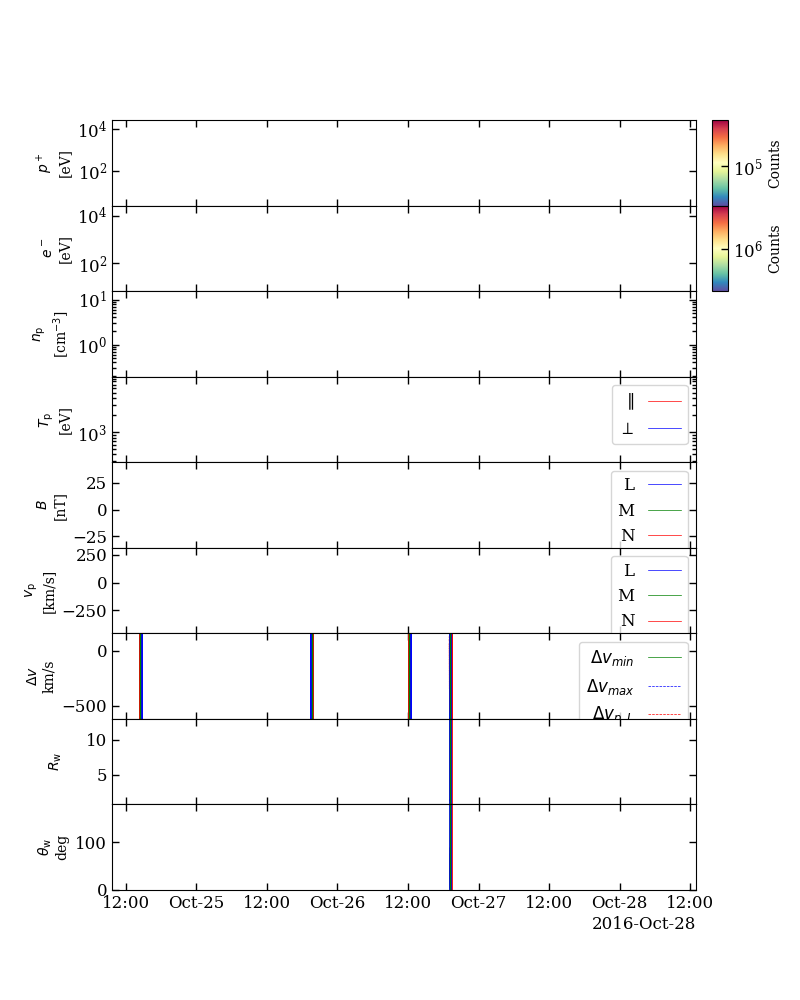 10⁴
10²
p⁺
[eV]
10⁵
Counts
10⁴
10²
e⁻
[eV]
10⁶
Counts
10¹
10⁰
nₚ
[cm⁻³]
10³
Tₚ
[eV]
∥
⊥
25
0
−25
B
[nT]
L
M
N
250
0
−250
vₚ
[km/s]
L
M
N
0
−500
Δv
km/s
Δv_min
Δv_max
10
5
R_w
100
0
θ_w
deg
12:00 Oct-25 12:00 Oct-26 12:00 Oct-27 12:00 Oct-28 12:00
2016-Oct-28